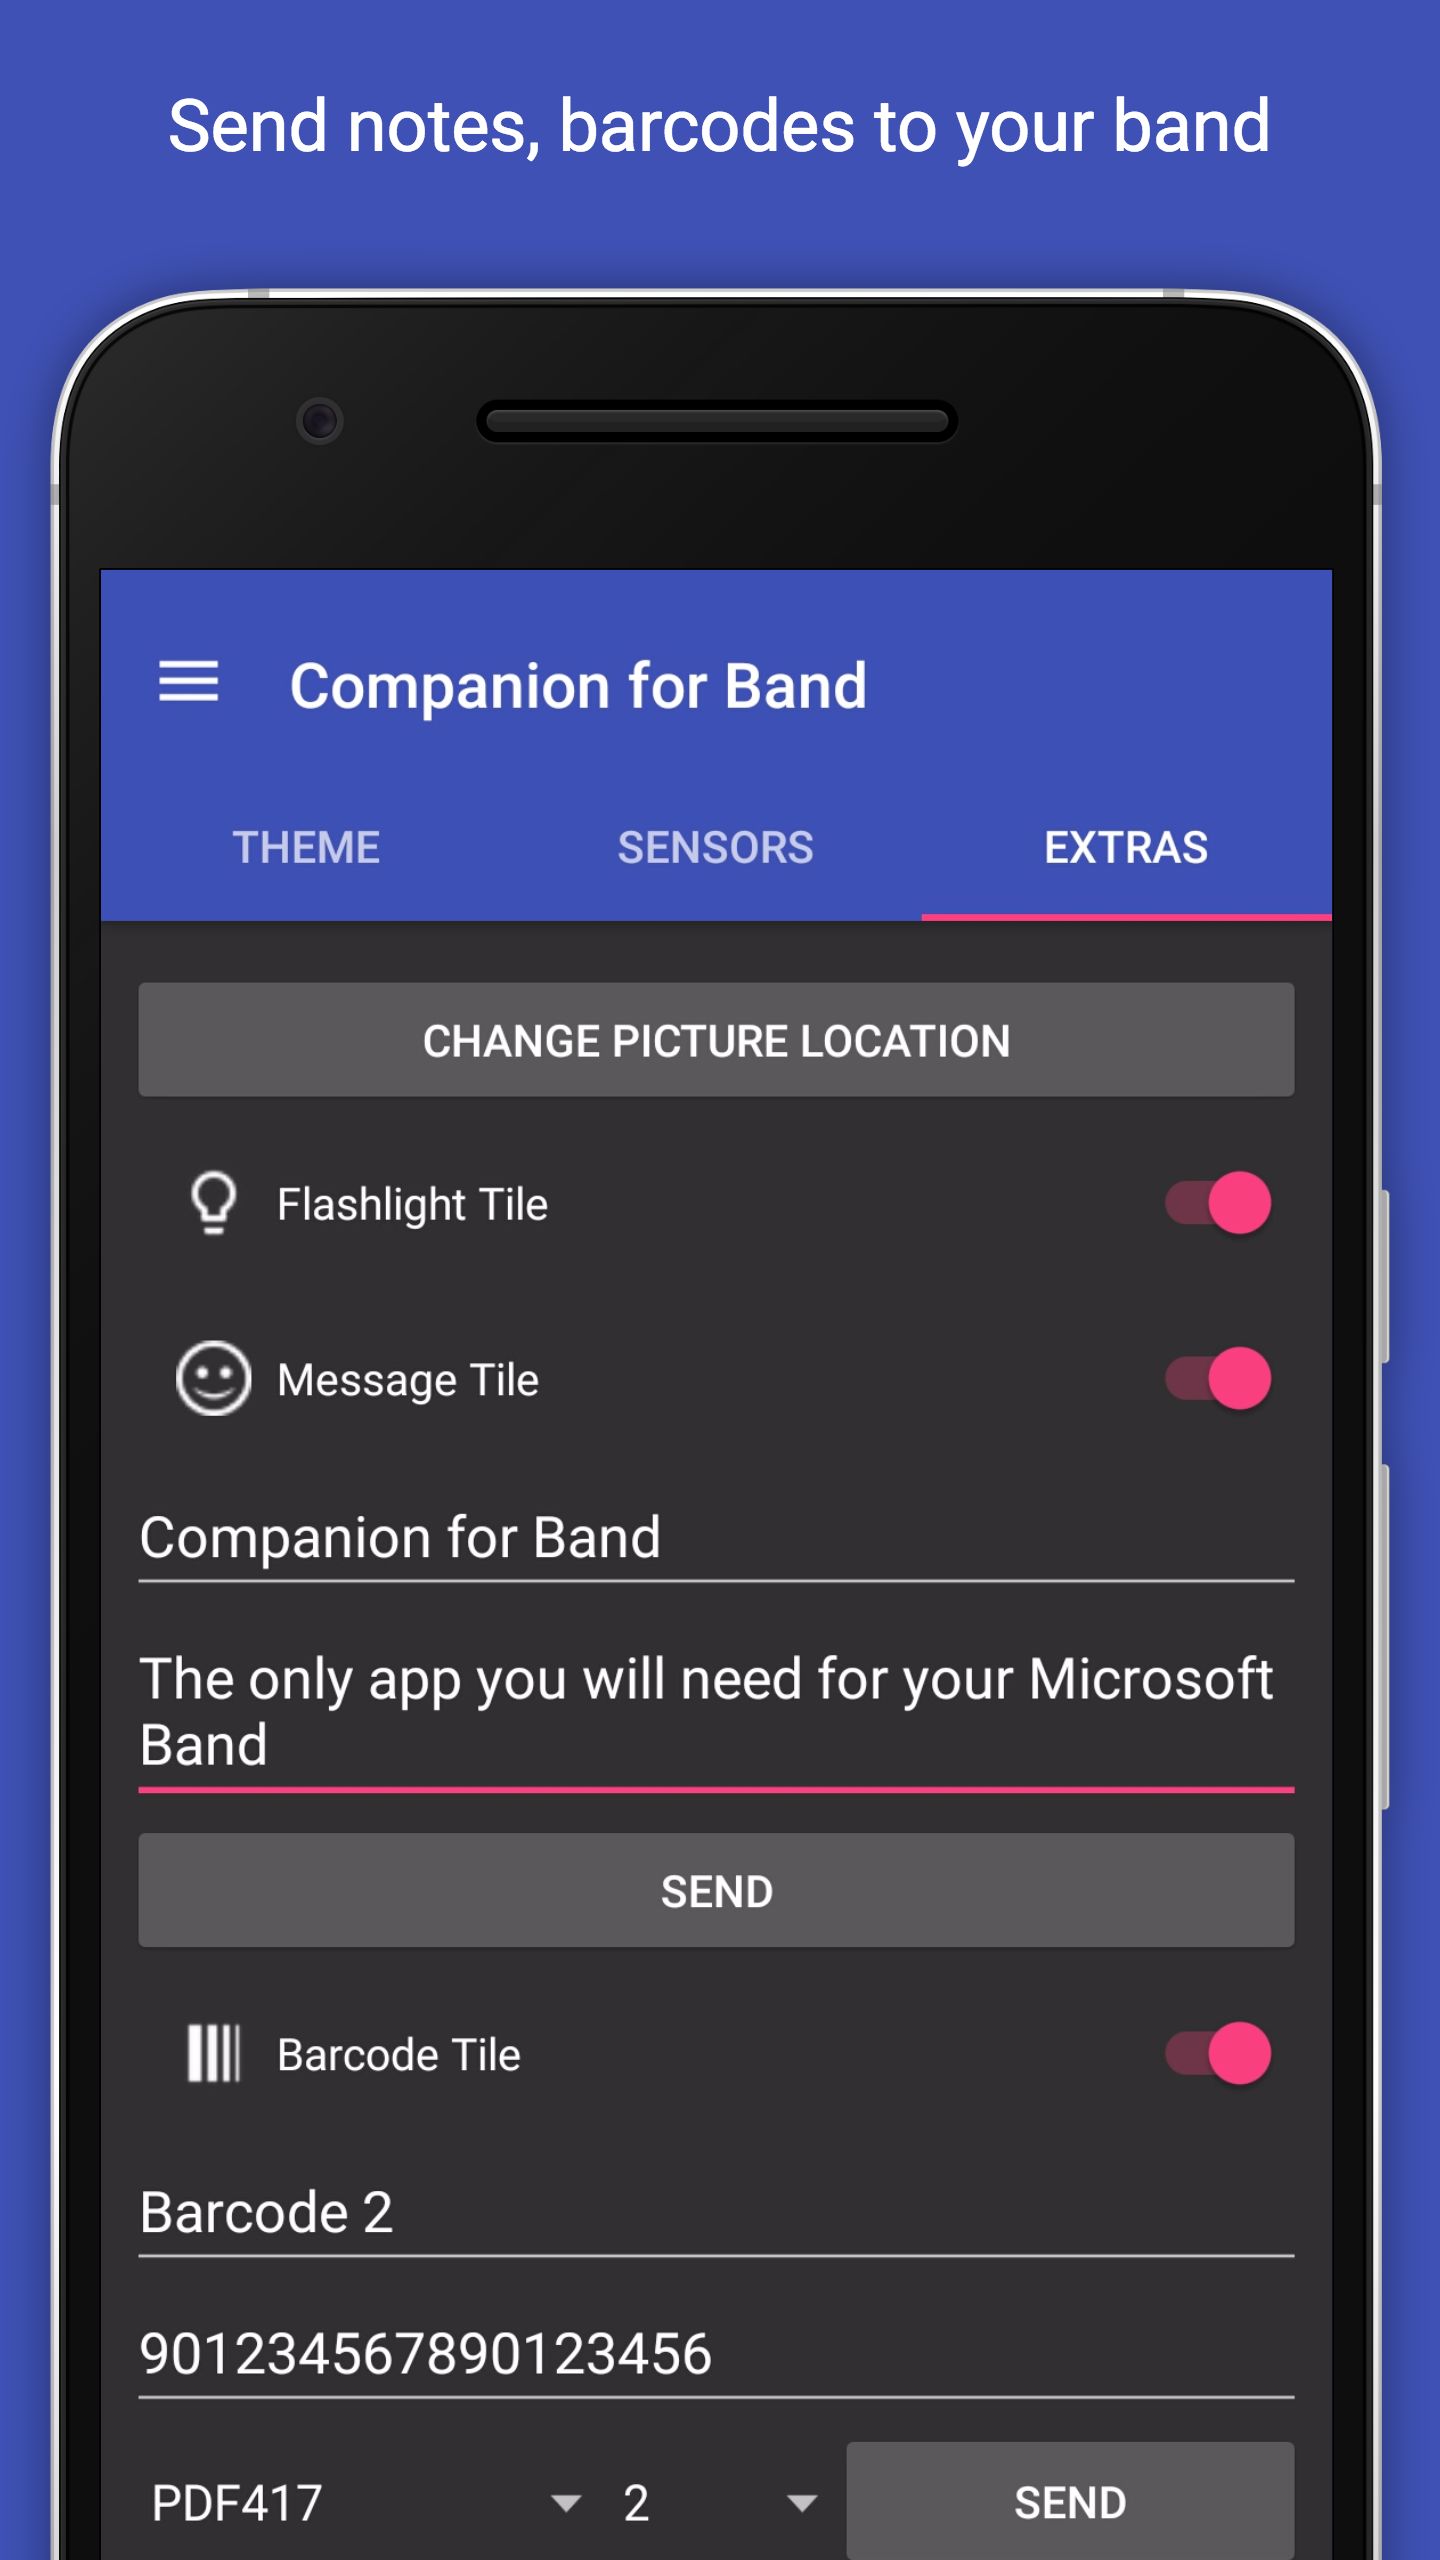 Send notes, barcodes to your band
Companion for Band
THEME
SENSORS
EXTRAS
CHANGE PICTURE LOCATION
Flashlight Tile
Message Tile
Companion for Band
The only app you will need for your Microsoft
Band
SEND
Barcode Tile
Barcode 2
901234567890123456
PDF417
2
SEND